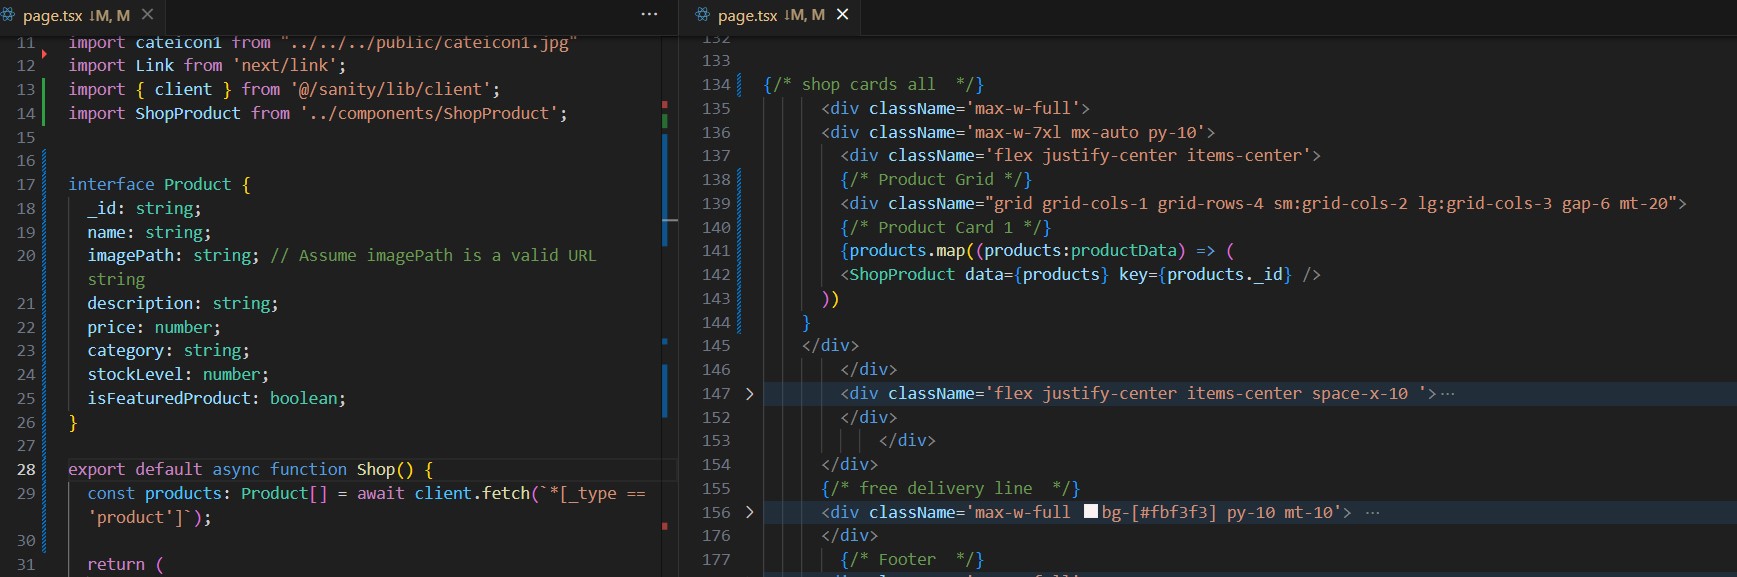 page.tsx ↓M, M ✕ ···
11 import cateicon1 from "../../../public/cateicon1.jpg"
12 import Link from 'next/link';
13 import { client } from '@/sanity/lib/client';
14 import ShopProduct from '../components/ShopProduct';
15
16
17 interface Product {
18 _id: string;
19 name: string;
20 imagePath: string; // Assume imagePath is a valid URL
string
21 description: string;
22 price: number;
23 category: string;
24 stockLevel: number;
25 isFeaturedProduct: boolean;
26 }
27
28 export default async function Shop() {
29 const products: Product[] = await client.fetch(`*[_type ==
'product']`);
30
31 return (
page.tsx ↓M, M ✕
132
133
134 {/* shop cards all  */}
135 <div className='max-w-full'>
136 <div className='max-w-7xl mx-auto py-10'>
137 <div className='flex justify-center items-center'>
138 {/* Product Grid */}
139 <div className="grid grid-cols-1 grid-rows-4 sm:grid-cols-2 lg:grid-cols-3 gap-6 mt-20">
140 {/* Product Card 1 */}
141 {products.map((products:productData) => (
142 <ShopProduct data={products} key={products._id} />
143 ))
144 }
145 </div>
146 </div>
147 <div className='flex justify-center items-center space-x-10 '>···
152 </div>
153 </div>
154 </div>
155 {/* free delivery line  */}
156 <div className='max-w-full bg-[#fbf3f3] py-10 mt-10'> ···
176 </div>
177 {/* Footer  */}